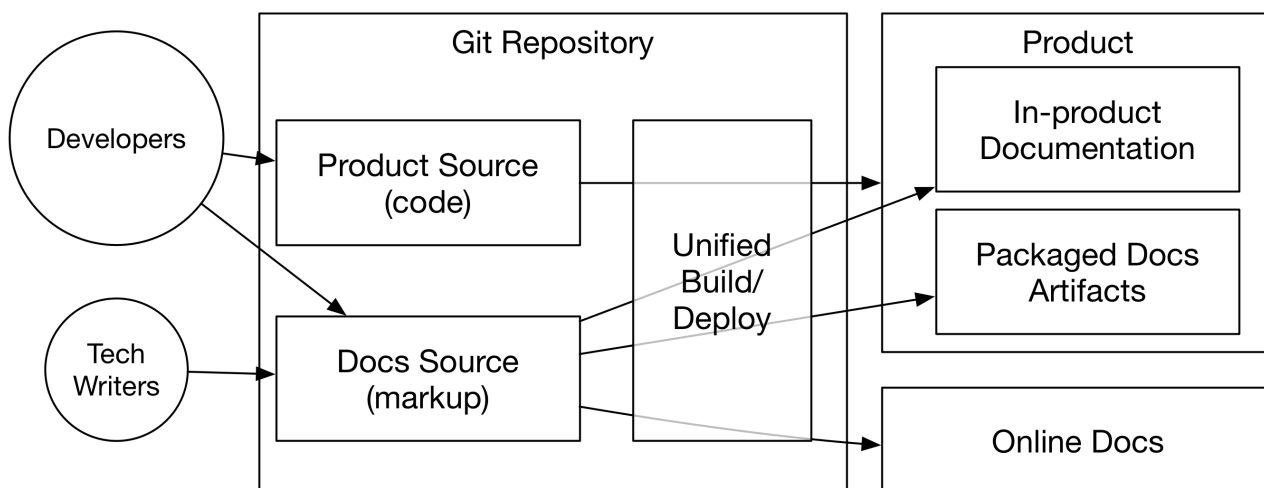 Git Repository
Product
Developers
Product Source
(code)
In-product
Documentation
Unified
Build/
Deploy
Packaged Docs
Artifacts
Tech
Writers
Docs Source
(markup)
Online Docs